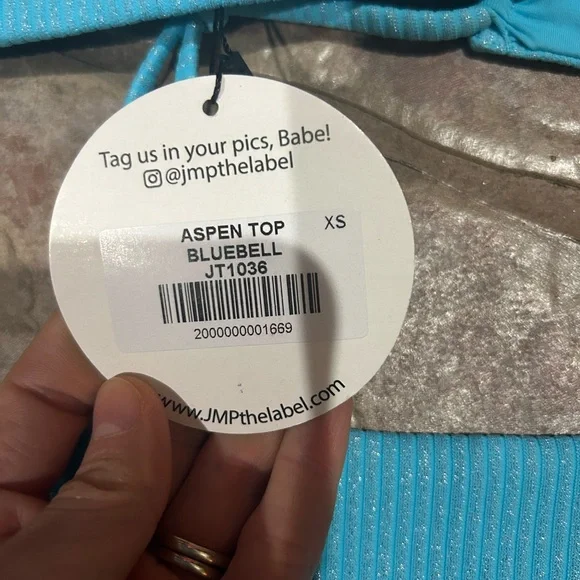 Tag us in your pics, Babe!
@jmpthelabel
ASPEN TOP XS
BLUEBELL
JT1036
2000000001669
www.JMPthelabel.com